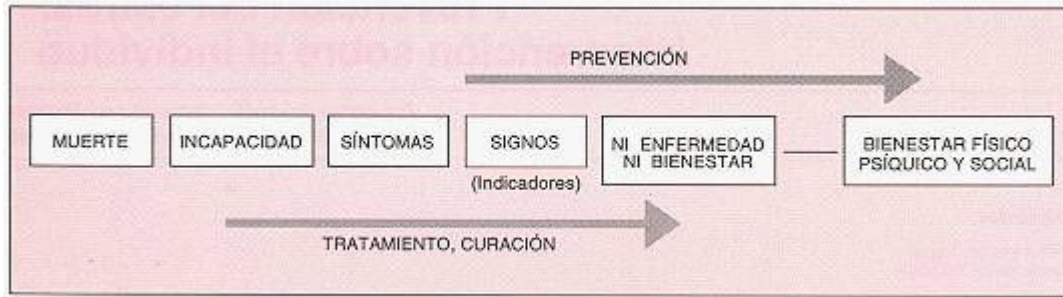 PREVENCIÓN
MUERTE
INCAPACIDAD
SÍNTOMAS
SIGNOS
(Indicadores)
NI ENFERMEDAD
NI BIENESTAR
BIENESTAR FÍSICO
PSÍQUICO Y SOCIAL
TRATAMIENTO, CURACIÓN